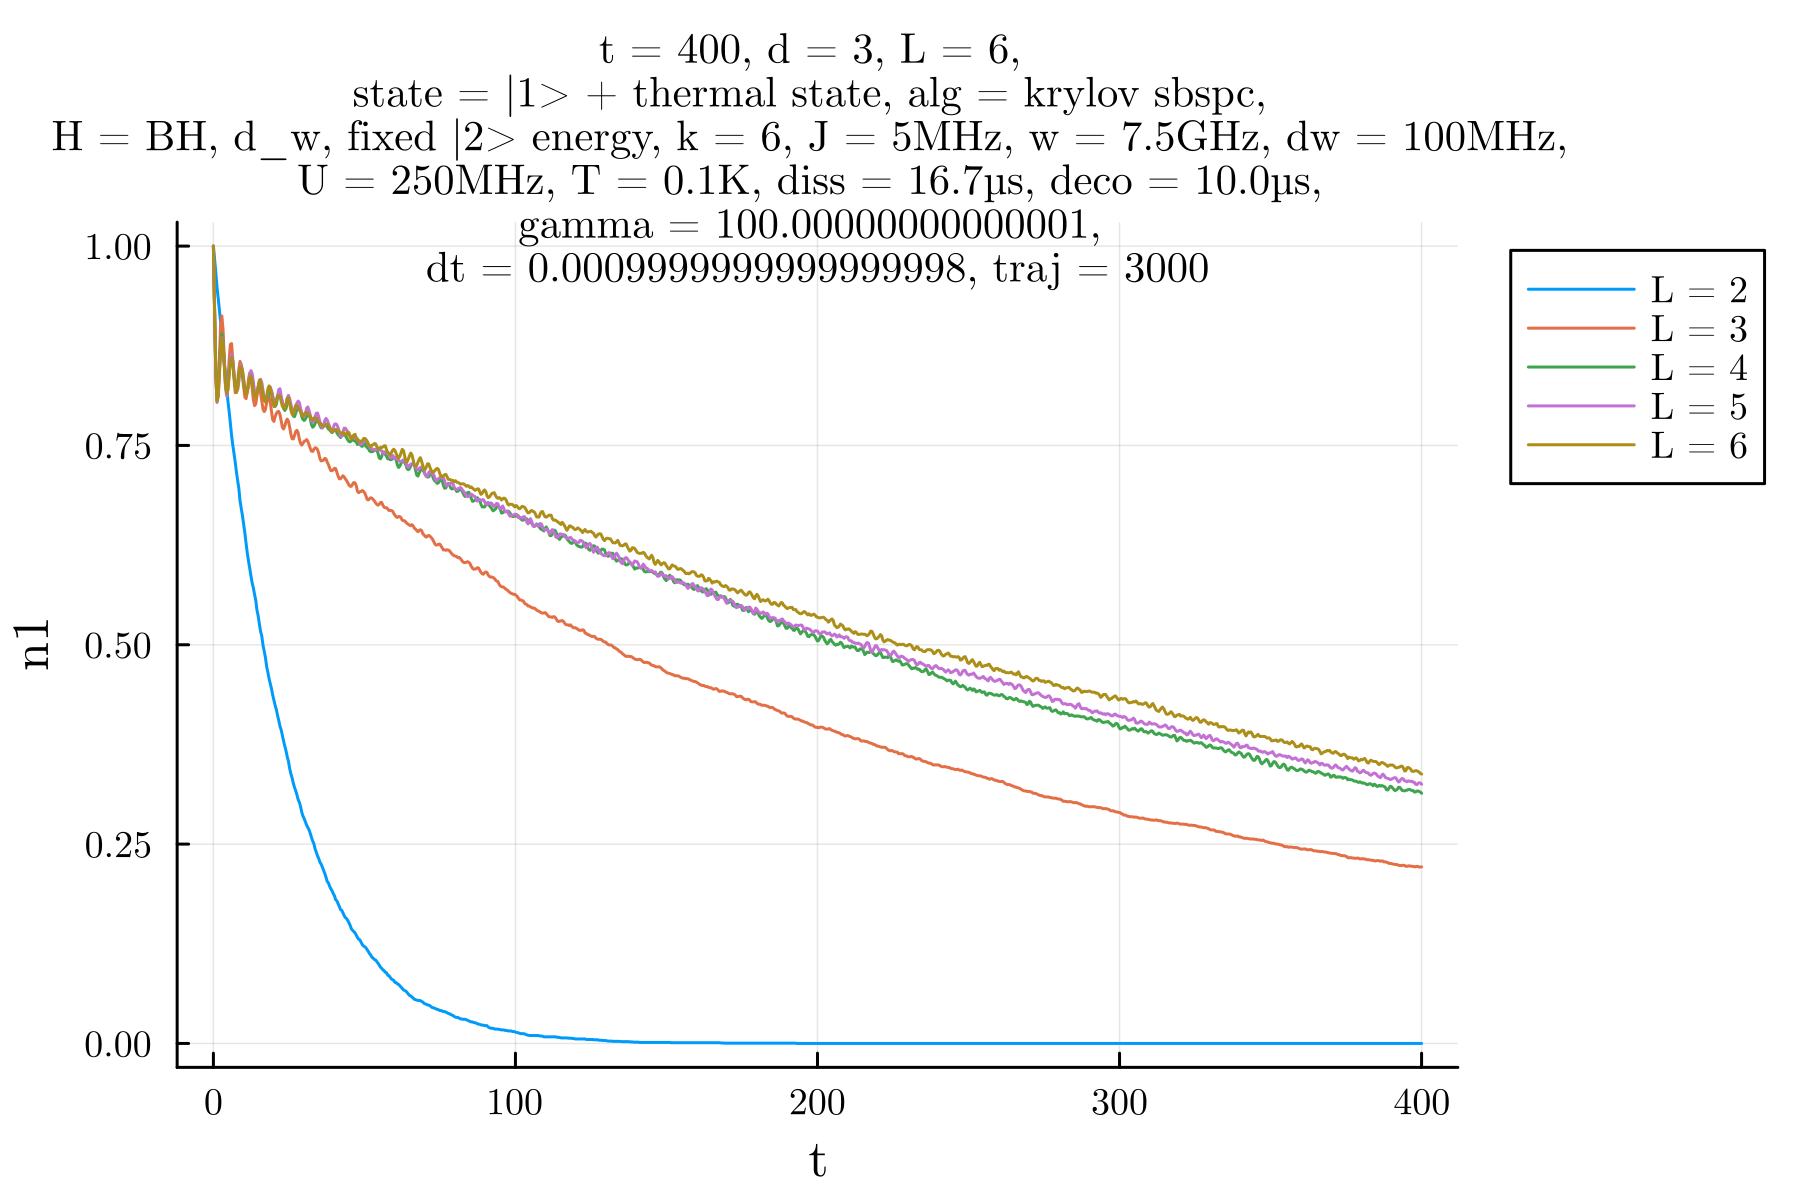 t = 400, d = 3, L = 6,
state = |1> + thermal state, alg = krylov sbspc,
H = BH, d_w, fixed |2> energy, k = 6, J = 5MHz, w = 7.5GHz, dw = 100MHz,
U = 250MHz, T = 0.1K, diss = 16.7µs, deco = 10.0µs,
gamma = 100.00000000000001,
dt = 0.0009999999999999998, traj = 3000
1.00
0.75
0.50
0.25
0.00
n1
0
100
200
300
400
t
L = 2
L = 3
L = 4
L = 5
L = 6